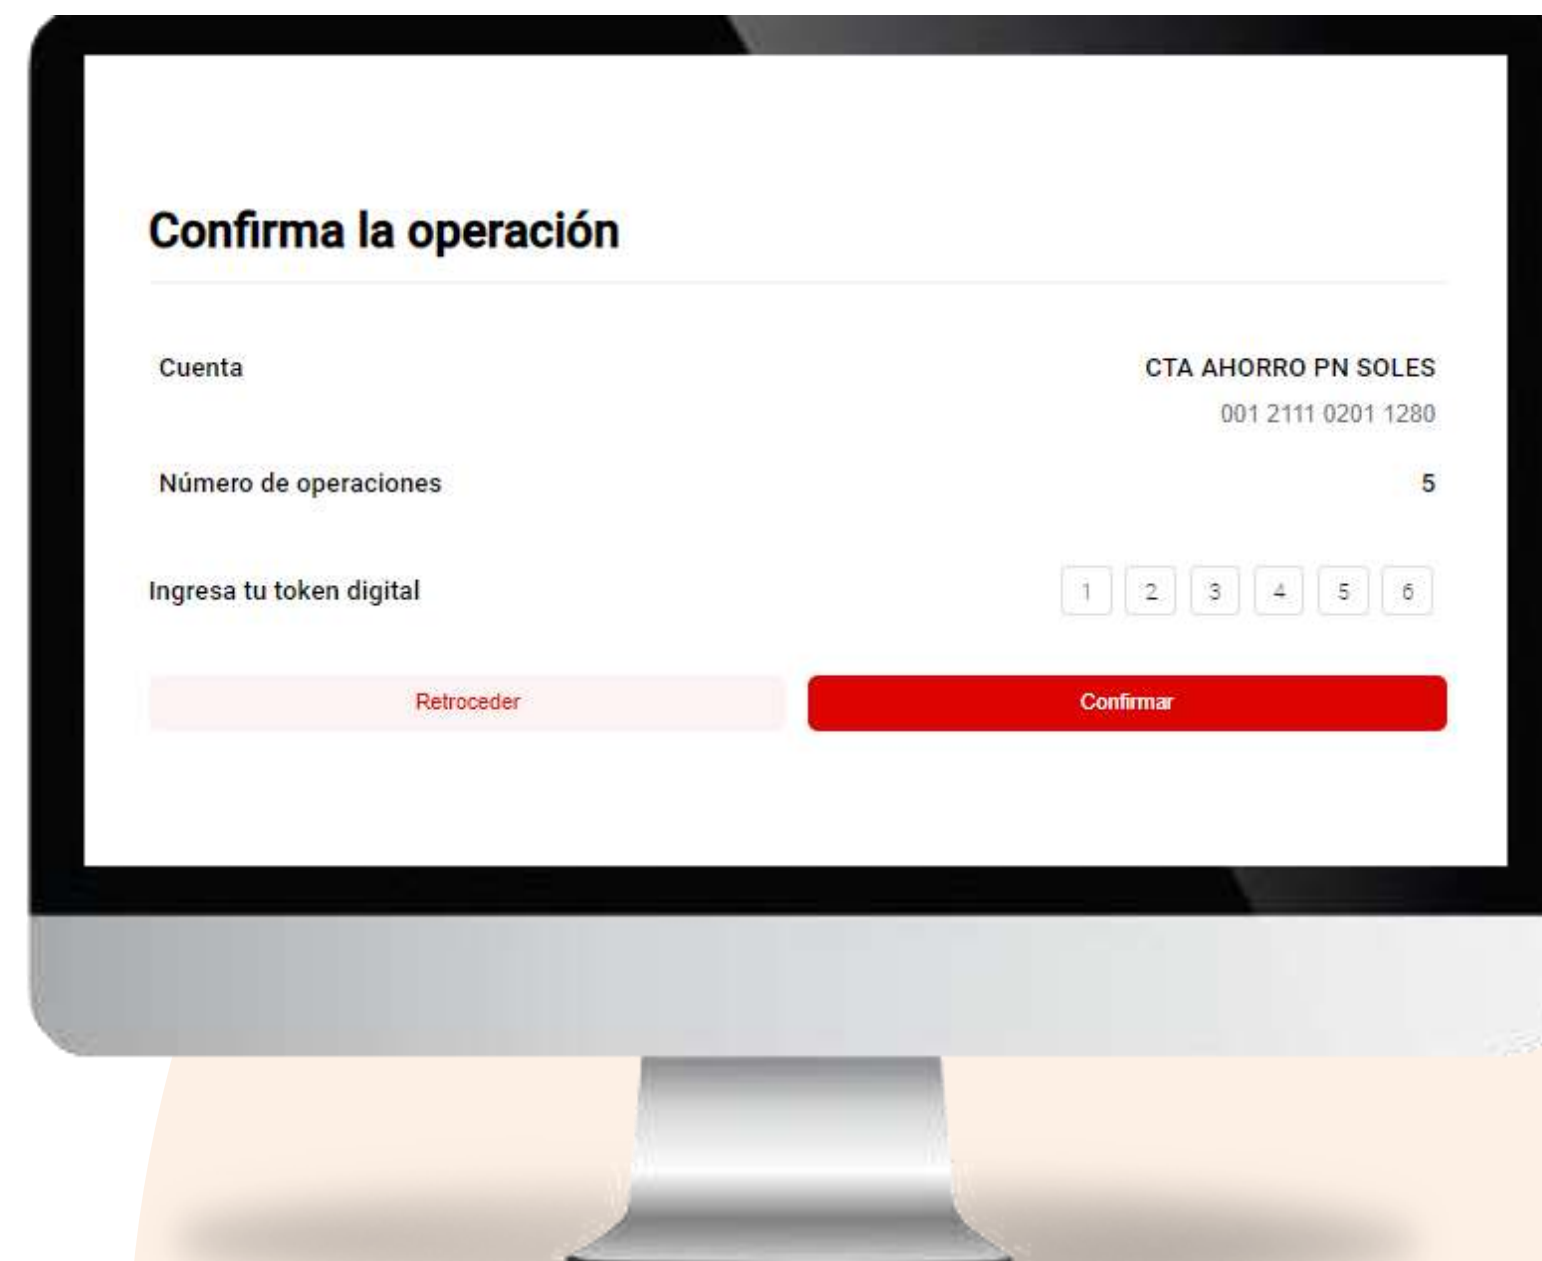 Confirma la operación
Cuenta
CTA AHORRO PN SOLES
001 2111 0201 1280
Número de operaciones
5
Ingresa tu token digital
1 2 3 4 5 6
Retroceder
Confirmar